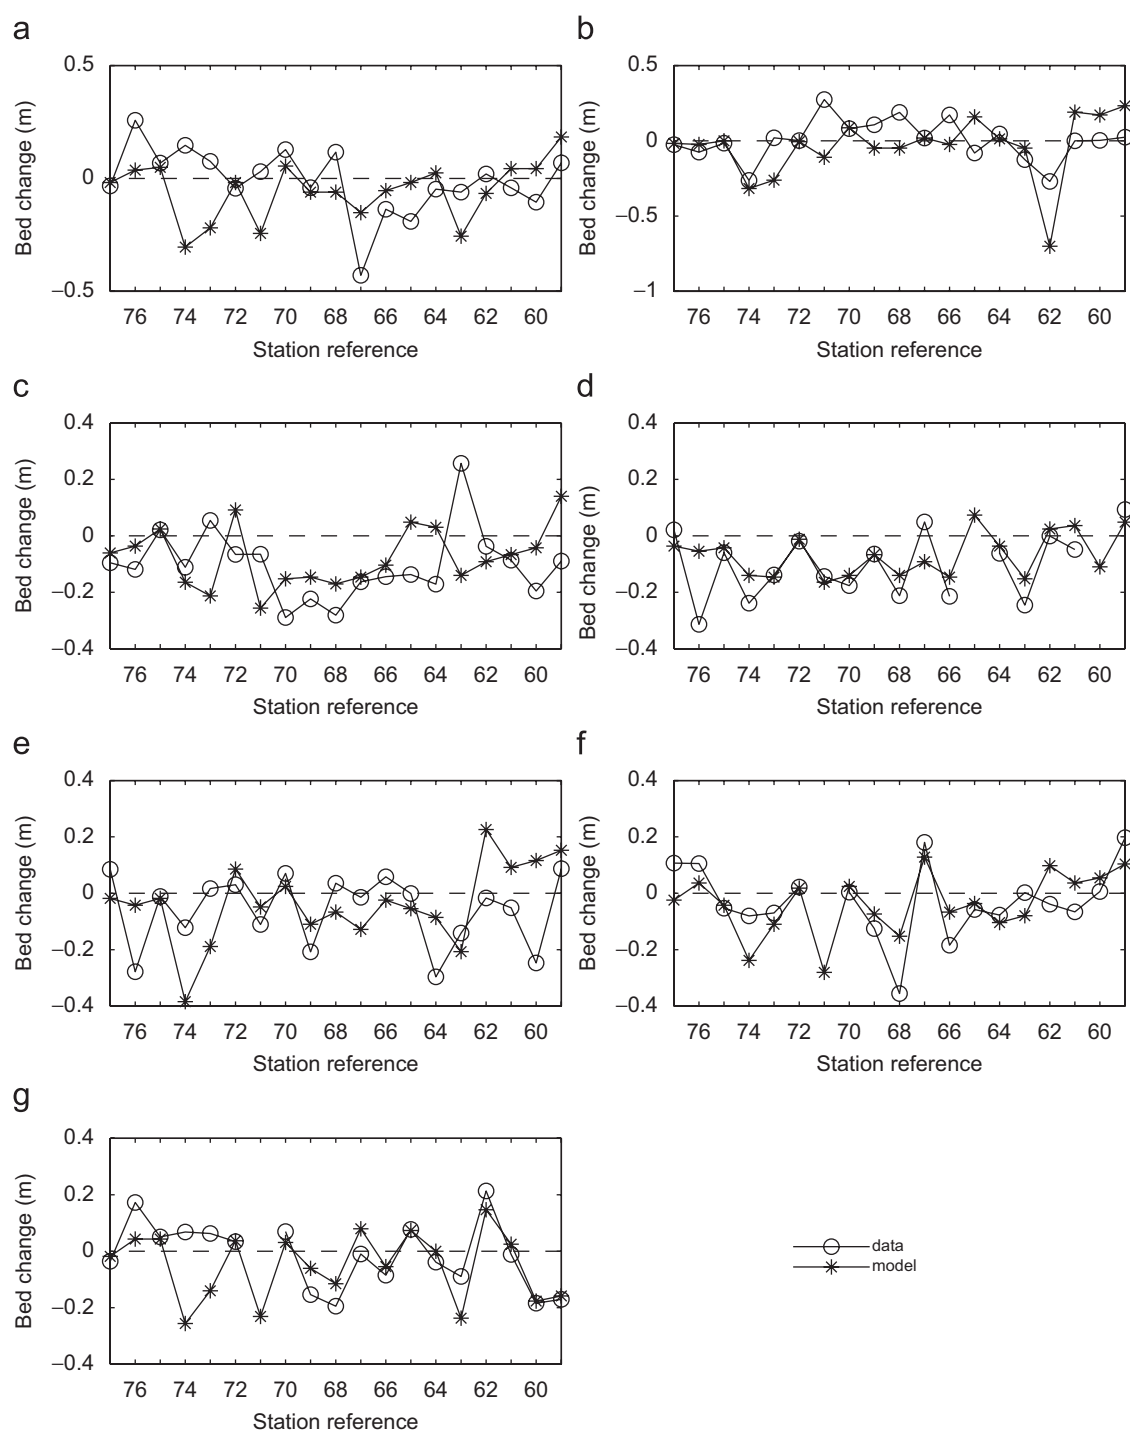 a
0.5
0
−0.5
Bed change (m)
76 74 72 70 68 66 64 62 60
Station reference
b
0.5
0
−0.5
−1
Bed change (m)
76 74 72 70 68 66 64 62 60
Station reference
c
0.4
0.2
0
−0.2
−0.4
Bed change (m)
76 74 72 70 68 66 64 62 60
Station reference
d
0.4
0.2
0
−0.2
−0.4
Bed change (m)
76 74 72 70 68 66 64 62 60
Station reference
e
0.4
0.2
0
−0.2
−0.4
Bed change (m)
76 74 72 70 68 66 64 62 60
Station reference
f
0.4
0.2
0
−0.2
−0.4
Bed change (m)
76 74 72 70 68 66 64 62 60
Station reference
g
0.4
0.2
0
−0.2
−0.4
Bed change (m)
76 74 72 70 68 66 64 62 60
Station reference
data
model